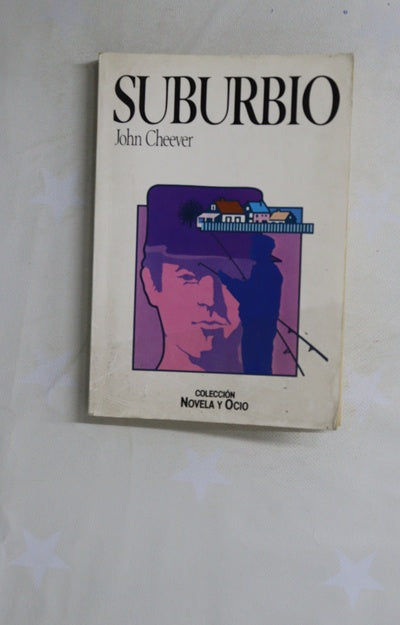 SUBURBIO
John Cheever
COLECCIÓN
NOVELA Y OCIO